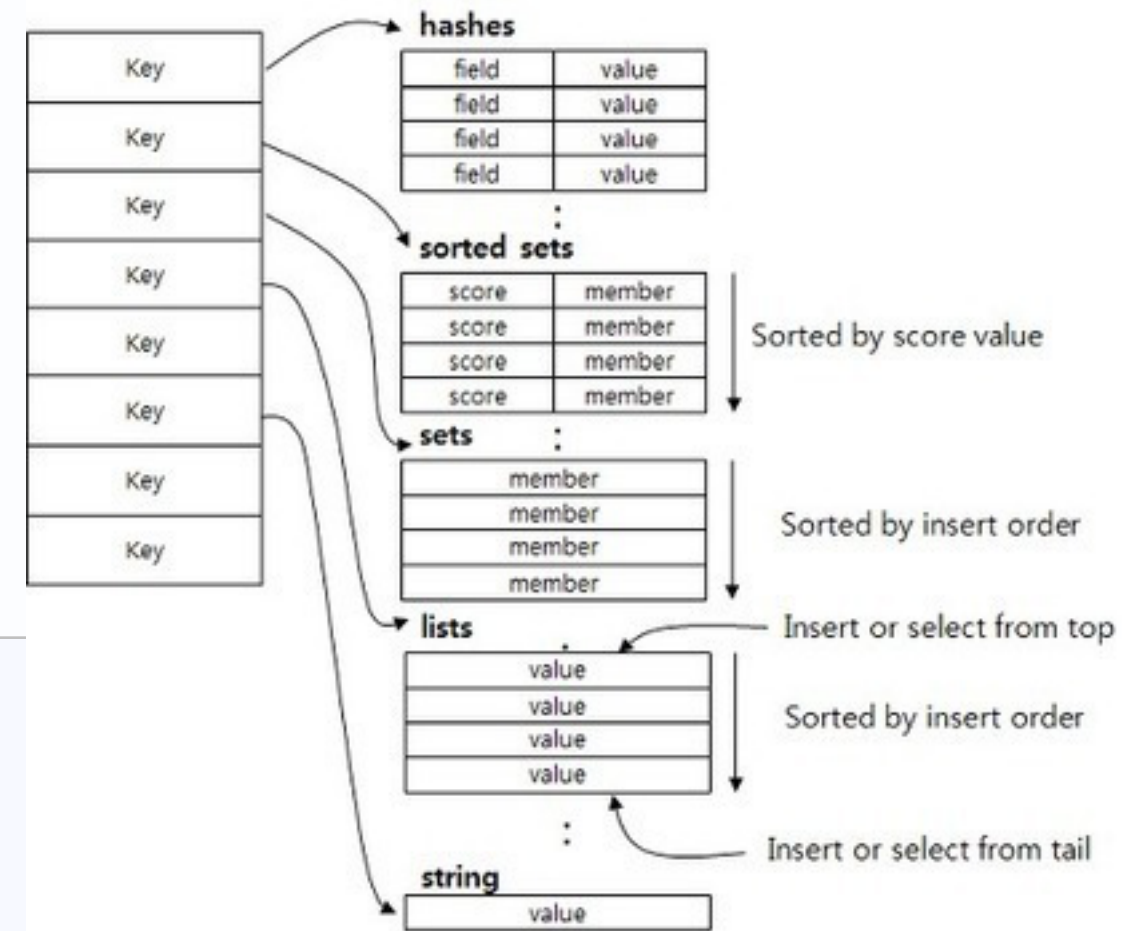 hashes
Key
field value
field value
Key
field value
field value
Key
sorted sets
Key
score member
score member
Sorted by score value
Key
score member
score member
Key
sets
Key
member
member
Sorted by insert order
Key
member
member
lists
Insert or select from top
value
value
Sorted by insert order
value
value
Insert or select from tail
string
value